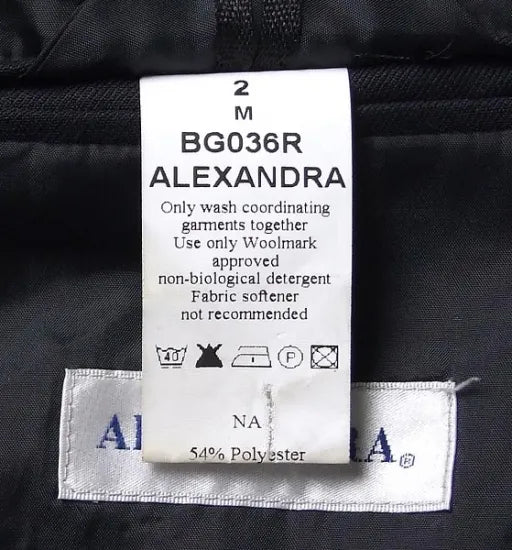 2
M
BG036R
ALEXANDRA
Only wash coordinating
garments together
Use only Woolmark
approved
non-biological detergent
Fabric softener
not recommended
40 P
NA
54% Polyester
RA®